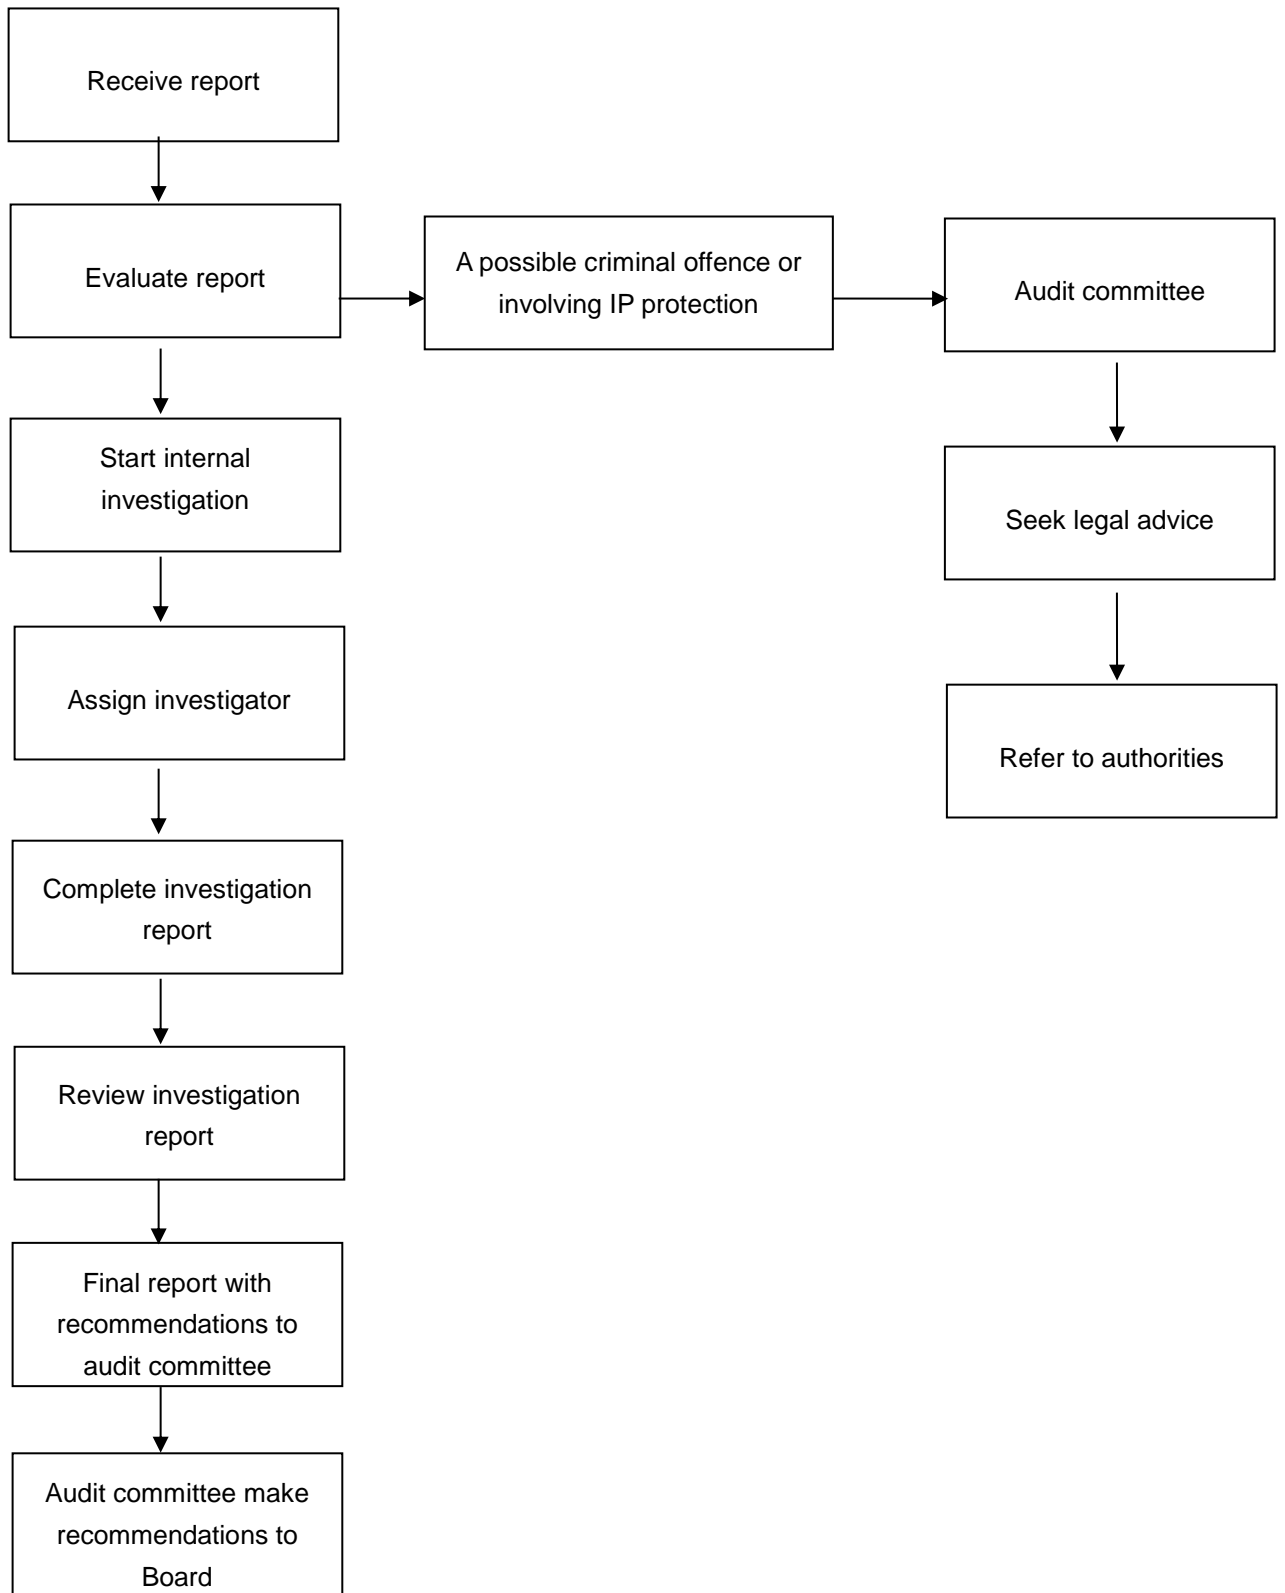 Receive report
Evaluate report
A possible criminal offence or
involving IP protection
Audit committee
Start internal
investigation
Seek legal advice
Assign investigator
Refer to authorities
Complete investigation
report
Review investigation
report
Final report with
recommendations to
audit committee
Audit committee make
recommendations to
Board